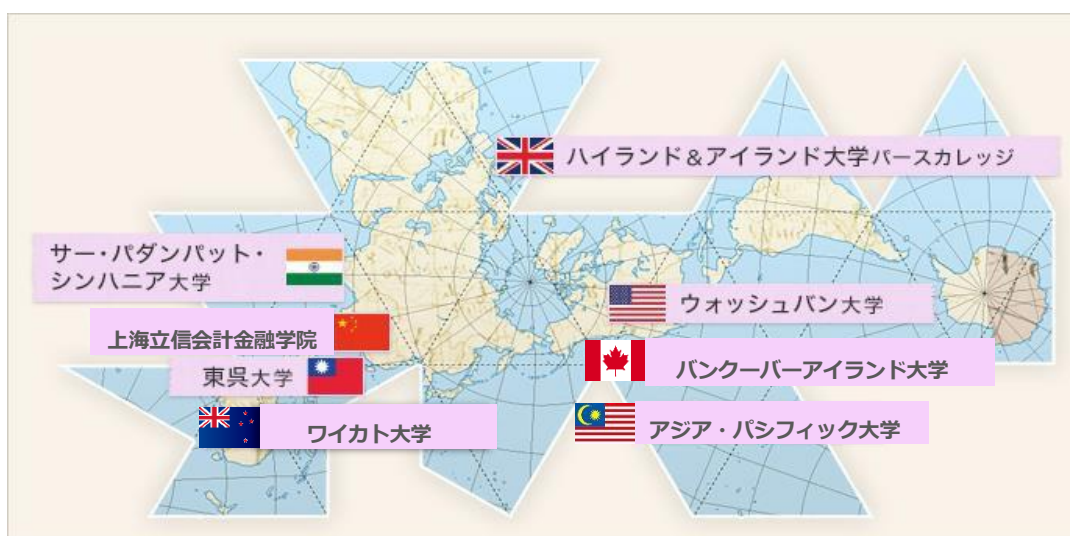 ハイランド&アイランド大学パースカレッジ
サー・パダンパット・
シンハニア大学
ウォッシュバン大学
上海立信会計金融学院
バンクーバーアイランド大学
東呉大学
ワイカト大学
アジア・パシフィック大学